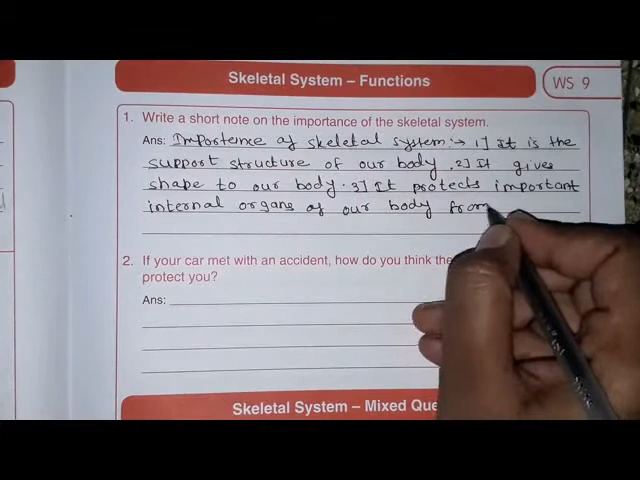 Skeletal System – Functions
WS 9
1. Write a short note on the importance of the skeletal system.
Ans: Importence of skeletal system :→ 1] It is the
support structure of our body. 2] It gives
shape to our body. 3] It protects important
internal organs of our body from
2. If your car met with an accident, how do you think the
protect you?
Ans:
Skeletal System – Mixed Que